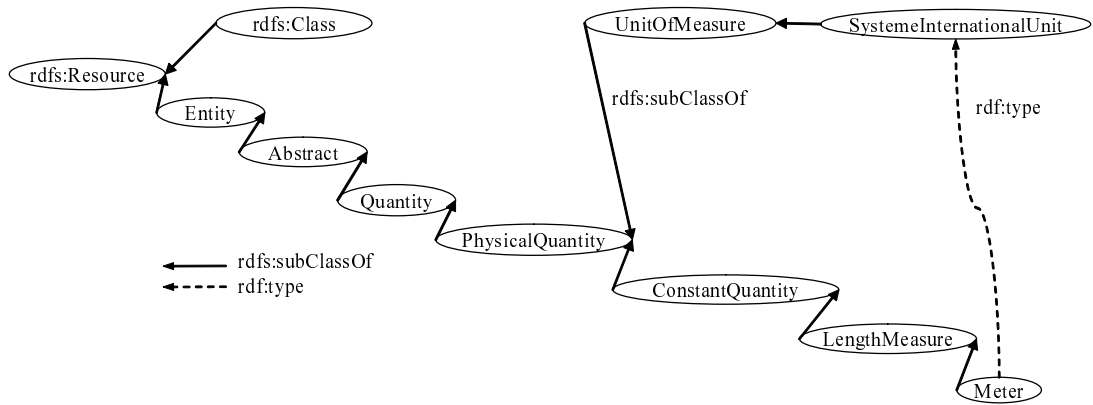 rdfs:Class
UnitOfMeasure
SystemeInternationalUnit
rdfs:Resource
rdfs:subClassOf
rdf:type
Entity
Abstract
Quantity
PhysicalQuantity
rdfs:subClassOf
rdf:type
ConstantQuantity
LengthMeasure
Meter